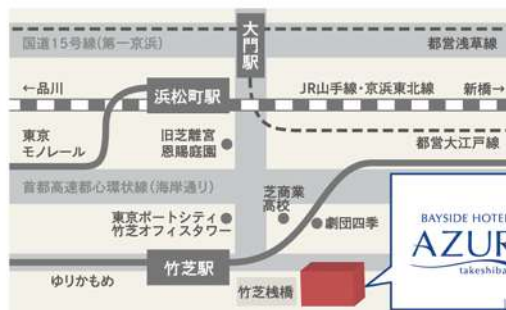 国道15号線(第一京浜)
大門駅
都営浅草線
←品川
浜松町駅
JR山手線・京浜東北線
新橋→
東京
モノレール
旧芝離宮
恩賜庭園
都営大江戸線
首都高速都心環状線(海岸通り)
芝商業
高校
東京ポートシティ
竹芝オフィスタワー
劇団四季
BAYSIDE HOTEL
AZUR
takeshiba
竹芝駅
ゆりかもめ
竹芝桟橋